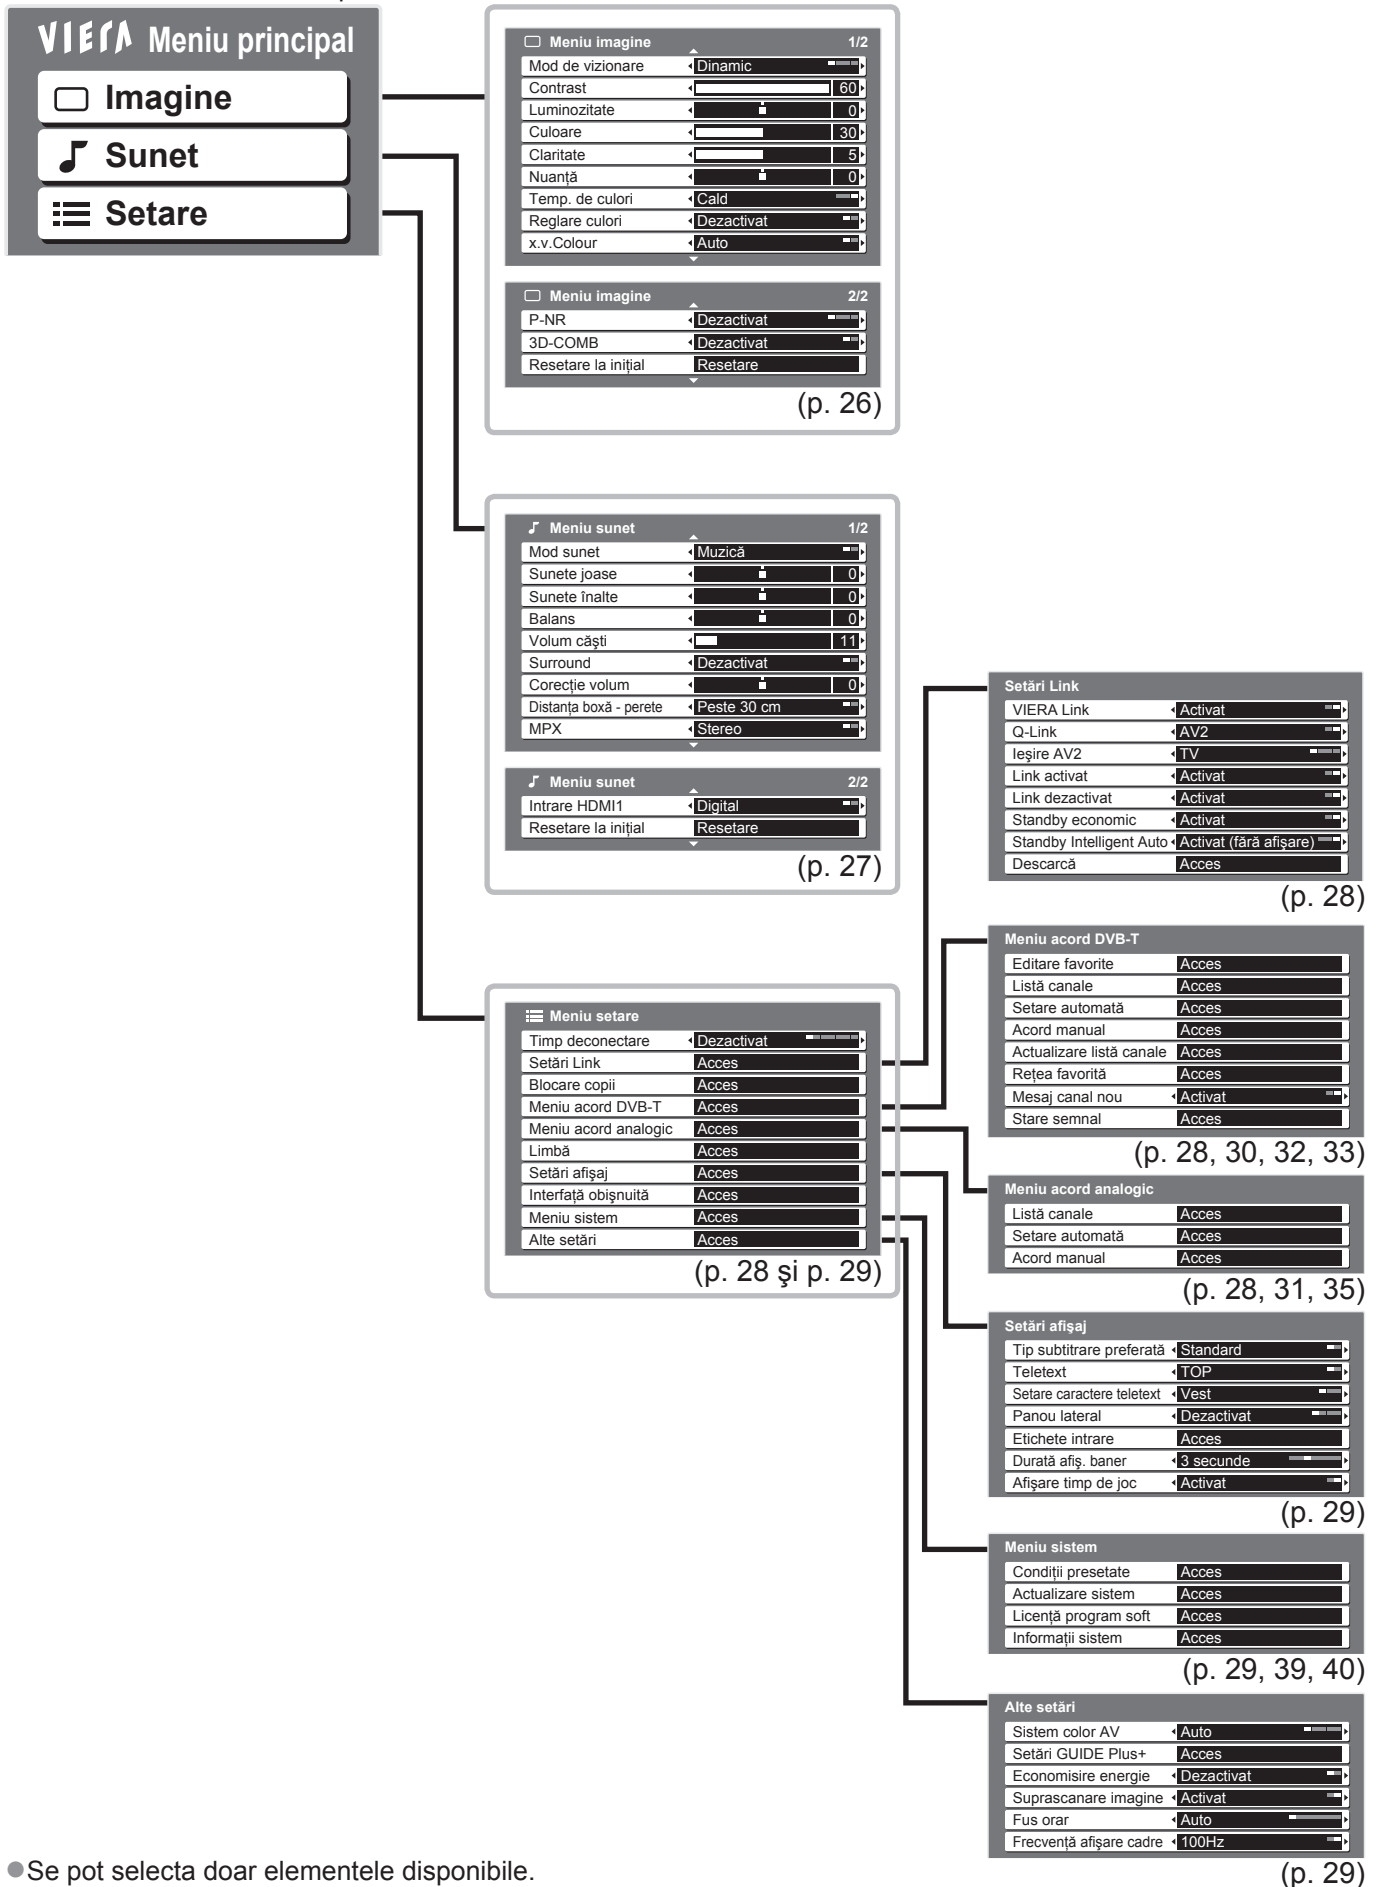 VIERA Meniu principal
Imagine
Sunet
Setare
Meniu imagine 1/2
Mod de vizionare Dinamic
Contrast 60
Luminozitate 0
Culoare 30
Claritate 5
Nuanță 0
Temp. de culori Cald
Reglare culori Dezactivat
x.v.Colour Auto
Meniu imagine 2/2
P-NR Dezactivat
3D-COMB Dezactivat
Resetare la inițial Resetare
(p. 26)
Meniu sunet 1/2
Mod sunet Muzică
Sunete joase 0
Sunete înalte 0
Balans 0
Volum căşti 11
Surround Dezactivat
Corecție volum 0
Distanța boxă - perete Peste 30 cm
MPX Stereo
Meniu sunet 2/2
Intrare HDMI1 Digital
Resetare la inițial Resetare
(p. 27)
Meniu setare
Timp deconectare Dezactivat
Setări Link Acces
Blocare copii Acces
Meniu acord DVB-T Acces
Meniu acord analogic Acces
Limbă Acces
Setări afişaj Acces
Interfață obişnuită Acces
Meniu sistem Acces
Alte setări Acces
(p. 28 şi p. 29)
Setări Link
VIERA Link Activat
Q-Link AV2
Ieşire AV2 TV
Link activat Activat
Link dezactivat Activat
Standby economic Activat
Standby Intelligent Auto Activat (fără afişare)
Descarcă Acces
(p. 28)
Meniu acord DVB-T
Editare favorite Acces
Listă canale Acces
Setare automată Acces
Acord manual Acces
Actualizare listă canale Acces
Rețea favorită Acces
Mesaj canal nou Activat
Stare semnal Acces
(p. 28, 30, 32, 33)
Meniu acord analogic
Listă canale Acces
Setare automată Acces
Acord manual Acces
(p. 28, 31, 35)
Setări afişaj
Tip subtitrare preferată Standard
Teletext TOP
Setare caractere teletext Vest
Panou lateral Dezactivat
Etichete intrare Acces
Durată afiş. baner 3 secunde
Afişare timp de joc Activat
(p. 29)
Meniu sistem
Condiții presetate Acces
Actualizare sistem Acces
Licență program soft Acces
Informații sistem Acces
(p. 29, 39, 40)
Alte setări
Sistem color AV Auto
Setări GUIDE Plus+ Acces
Economisire energie Dezactivat
Suprascanare imagine Activat
Fus orar Auto
Frecvență afişare cadre 100Hz
(p. 29)
●Se pot selecta doar elementele disponibile.